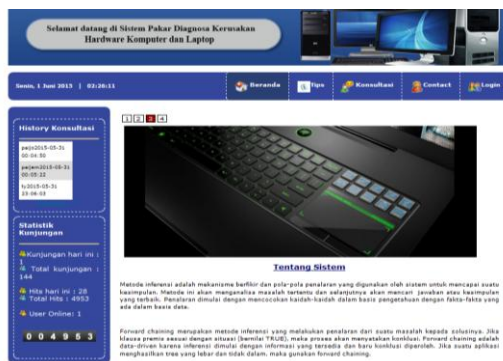 Selamat datang di Sistem Pakar Diagnosa Kerusakan
Hardware Komputer dan Laptop
Senin, 1 Juni 2015 | 02:26:11
Beranda
Tips
Konsultasi
Contact
Login
History Konsultasi
2015-05-31
00:04:50
2015-05-31
00:05:22
ty2015-05-31
23:06:03
Statistik
Kunjungan
Kunjungan hari ini :
1
Total kunjungan :
144
Hits hari ini : 28
Total Hits : 4953
User Online: 1
004953
1 2 3 4
Tentang Sistem
Metode inferensi adalah mekanisme berfikir dan pola-pola penalaran yang digunakan oleh sistem untuk mencapai suatu
kesimpulan. Metode ini akan menganalisa masalah tertentu dan selanjutnya akan mencari jawaban atau kesimpulan
yang terbaik. Penalaran dimulai dengan mencocokan kaidah-kaidah dalam basis pengetahuan dengan fakta-fakta yang
ada dalam basis data.
Forward chaining merupakan metode inferensi yang melakukan penalaran dari suatu masalah kepada solusinya. Jika
klausa premis sesuai dengan situasi (bernilai TRUE), maka proses akan menyatakan konklusi. Forward chaining adalah
data-driven karena inferensi dimulai dengan informasi yang tersedia dan baru konklusi diperoleh. Jika suatu aplikasi
menghasilkan tree yang lebar dan tidak dalam, maka gunakan forward chaining.